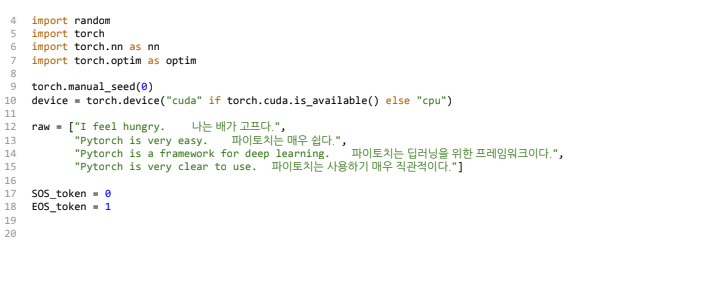 4 import random
5 import torch
6 import torch.nn as nn
7 import torch.optim as optim
8
9 torch.manual_seed(0)
10 device = torch.device("cuda" if torch.cuda.is_available() else "cpu")
11
12 raw = ["I feel hungry.    나는 배가 고프다.",
13        "Pytorch is very easy.    파이토치는 매우 쉽다.",
14        "Pytorch is a framework for deep learning.    파이토치는 딥러닝을 위한 프레임워크이다.",
15        "Pytorch is very clear to use.  파이토치는 사용하기 매우 직관적이다."]
16
17 SOS_token = 0
18 EOS_token = 1
19
20